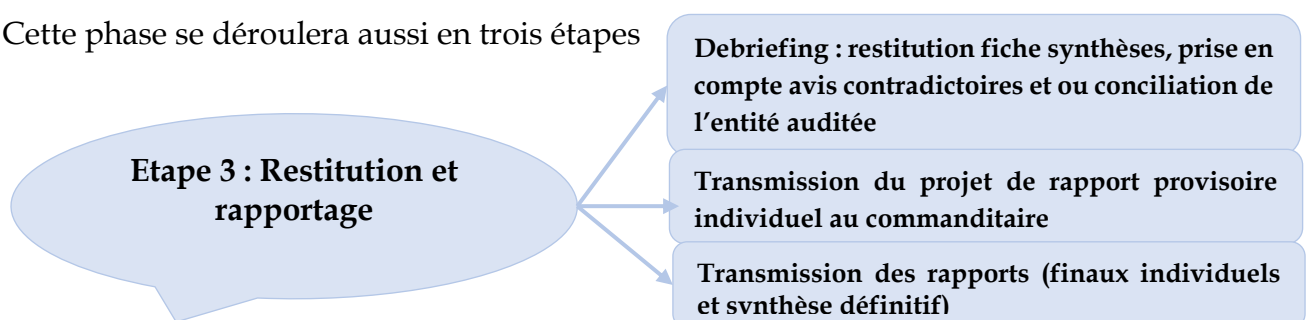 Cette phase se déroulera aussi en trois étapes
Etape 3 : Restitution et
rapportage
Debriefing : restitution fiche synthèses, prise en
compte avis contradictoires et ou conciliation de
l’entité auditée
Transmission du projet de rapport provisoire
individuel au commanditaire
Transmission des rapports (finaux individuels
et synthèse définitif)